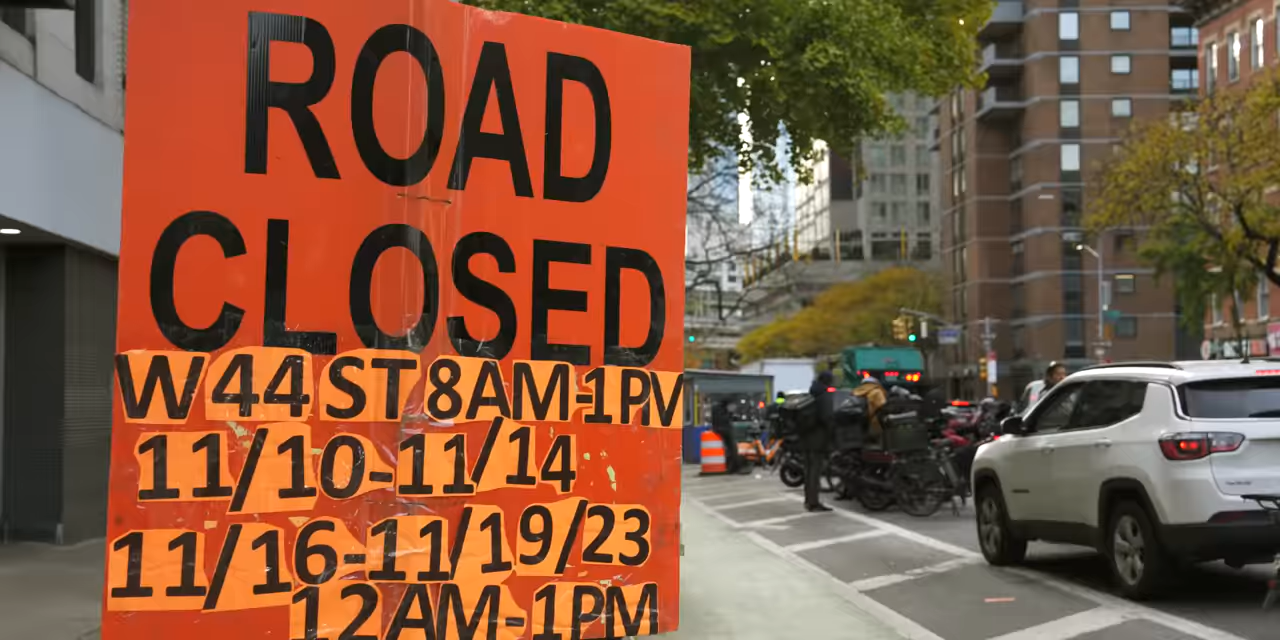 ROAD
CLOSED
W 44 ST 8AM-1PM
11/10-11/14
11/16-11/19/23
12AM-1PM